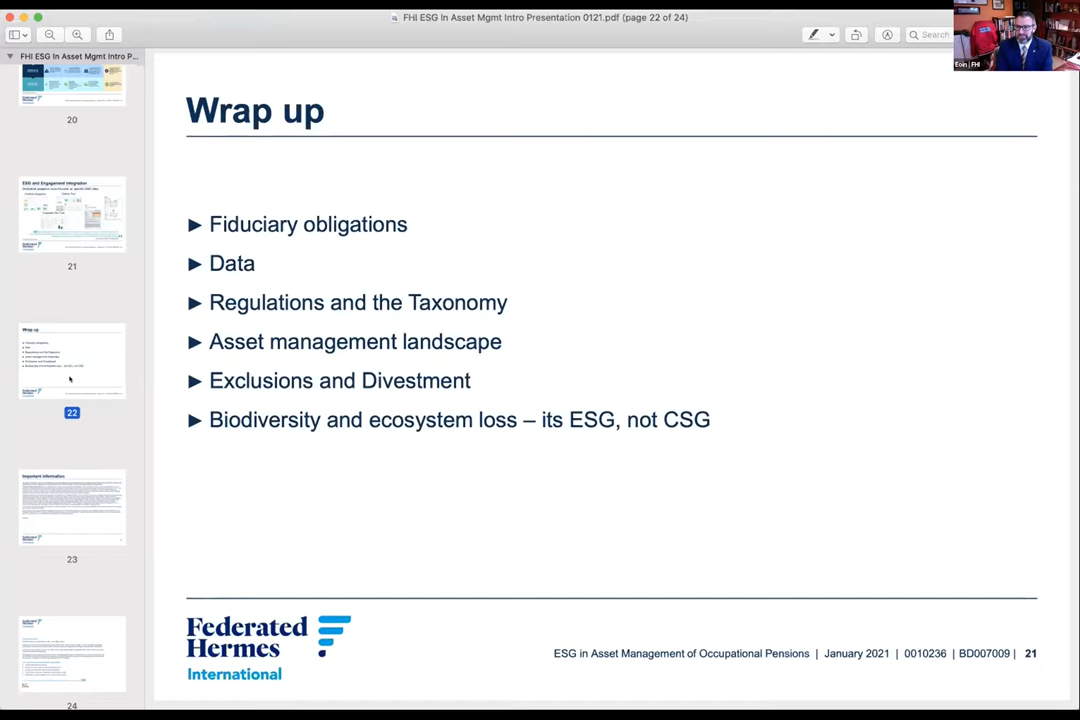 FHI ESG In Asset Mgmt Intro Presentation 0121.pdf (page 22 of 24)
Search
Eoin | FHI
FHI ESG In Asset Mgmt Intro P...
20
ESG and Engagement Integration
21
Wrap up
22
Important information
23
24
Wrap up
► Fiduciary obligations
► Data
► Regulations and the Taxonomy
► Asset management landscape
► Exclusions and Divestment
► Biodiversity and ecosystem loss – its ESG, not CSG
Federated
Hermes
International
ESG in Asset Management of Occupational Pensions | January 2021 | 0010236 | BD007009 | 21